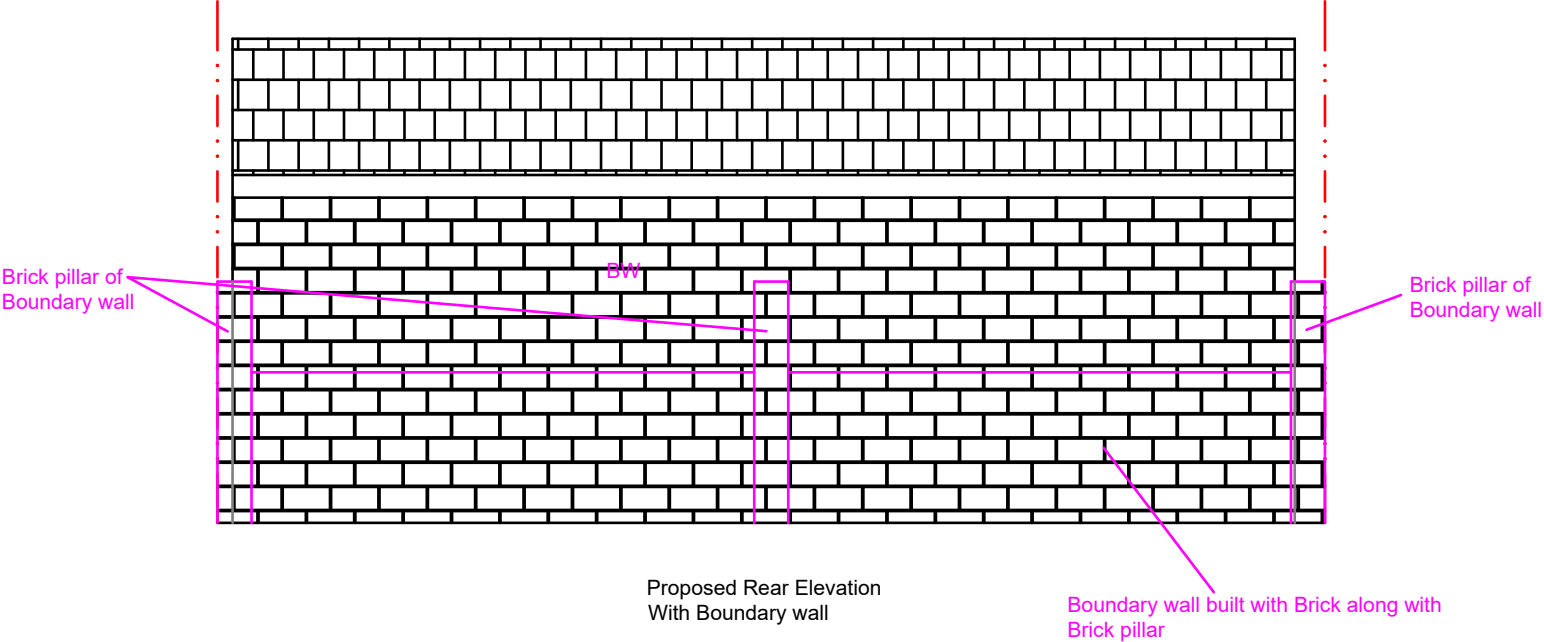 BW
Brick pillar of
Boundary wall
Brick pillar of
Boundary wall
Proposed Rear Elevation
With Boundary wall
Boundary wall built with Brick along with
Brick pillar